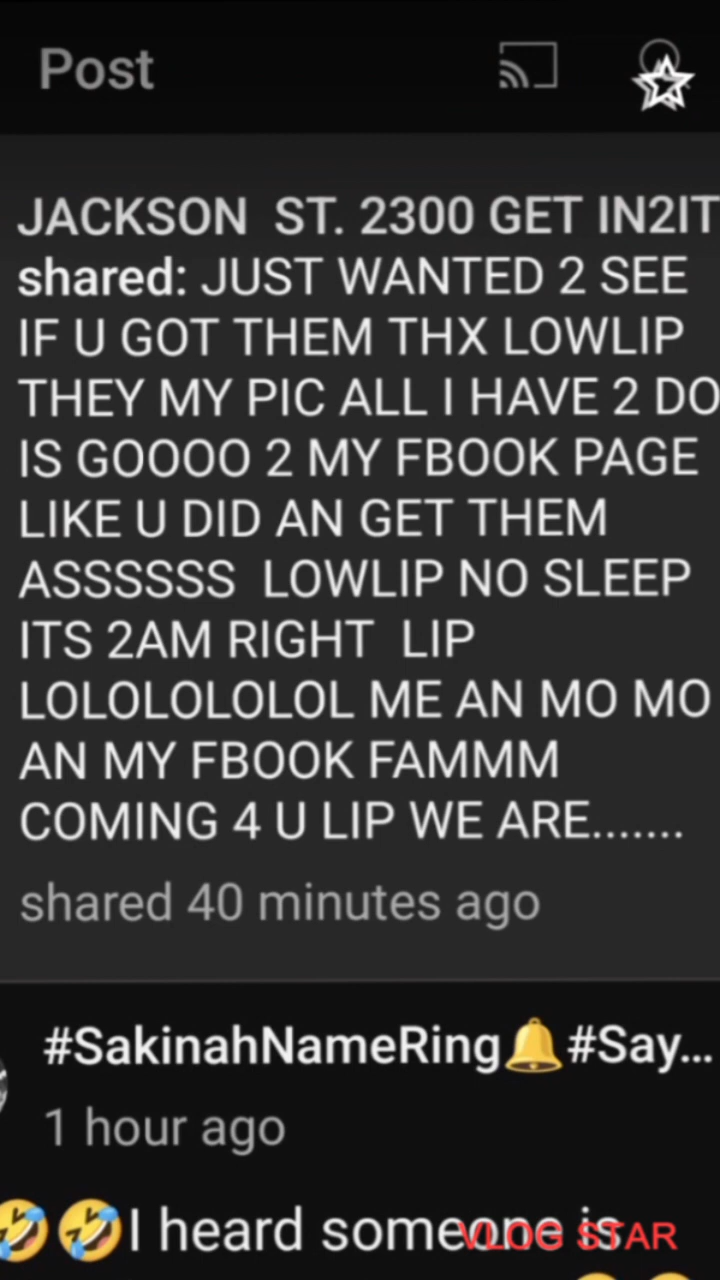 Post
JACKSON  ST. 2300 GET IN2IT
shared: JUST WANTED 2 SEE
IF U GOT THEM THX LOWLIP
THEY MY PIC ALL I HAVE 2 DO
IS GOOOO 2 MY FBOOK PAGE
LIKE U DID AN GET THEM
ASSSSSS  LOWLIP NO SLEEP
ITS 2AM RIGHT  LIP
LOLOLOLOLOL ME AN MO MO
AN MY FBOOK FAMMM
COMING 4 U LIP WE ARE.......
shared 40 minutes ago
#SakinahNameRing🔔#Say...
1 hour ago
🤣🤣I heard someone is
VLOG STAR